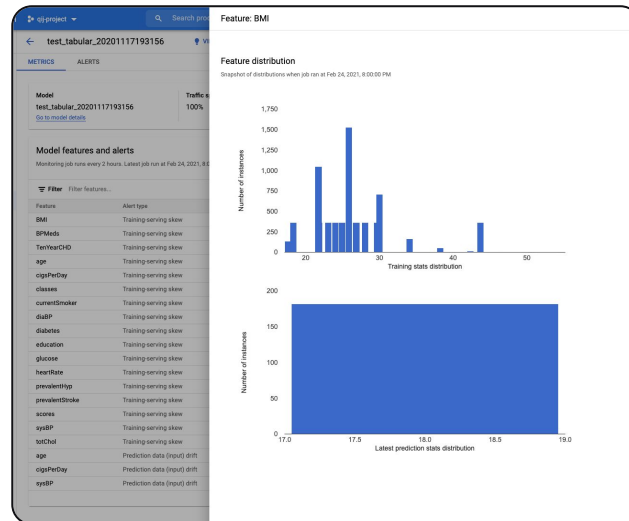 qij-project
Search prod
test_tabular_20201117193156
METRICS
ALERTS
Model
Traffic s
test_tabular_20201117193156
100%
Go to model details
Model features and alerts
Monitoring job runs every 2 hours. Latest job run at Feb 24, 2021, 8:0
Filter Filter features...
Feature Alert type
BMI Training-serving skew
BPMeds Training-serving skew
TenYearCHD Training-serving skew
age Training-serving skew
cigsPerDay Training-serving skew
classes Training-serving skew
currentSmoker Training-serving skew
diaBP Training-serving skew
diabetes Training-serving skew
education Training-serving skew
glucose Training-serving skew
heartRate Training-serving skew
prevalentHyp Training-serving skew
prevalentStroke Training-serving skew
scores Training-serving skew
sysBP Training-serving skew
totChol Training-serving skew
age Prediction data (input) drift
cigsPerDay Prediction data (input) drift
sysBP Prediction data (input) drift
Feature: BMI
Feature distribution
Snapshot of distributions when job ran at Feb 24, 2021, 8:00:00 PM
Number of instances
1,750
1,500
1,250
1,000
750
500
250
0
20 30 40 50
Training stats distribution
Number of instances
200
150
100
50
0
17.0 17.5 18.0 18.5 19.0
Latest prediction stats distribution